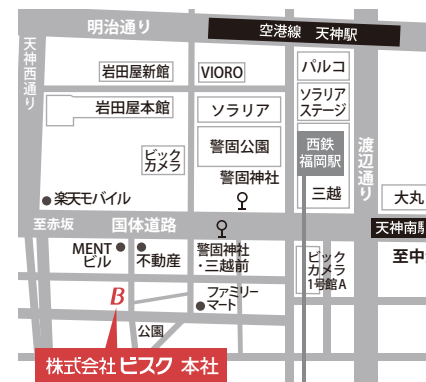 明治通り
空港線 天神駅
天神西通り
岩田屋新館
VIORO
パルコ
岩田屋本館
ソラリア
ソラリア
ステージ
ビック
カメラ
警固公園
西鉄
福岡駅
渡辺通り
警固神社
三越
楽天モバイル
大丸
至赤坂
国体道路
天神南駅
MENT
ビル
不動産
警固神社
・三越前
ビック
カメラ
1号館A
至中
B
ファミリー
マート
公園
株式会社 ビスク 本社